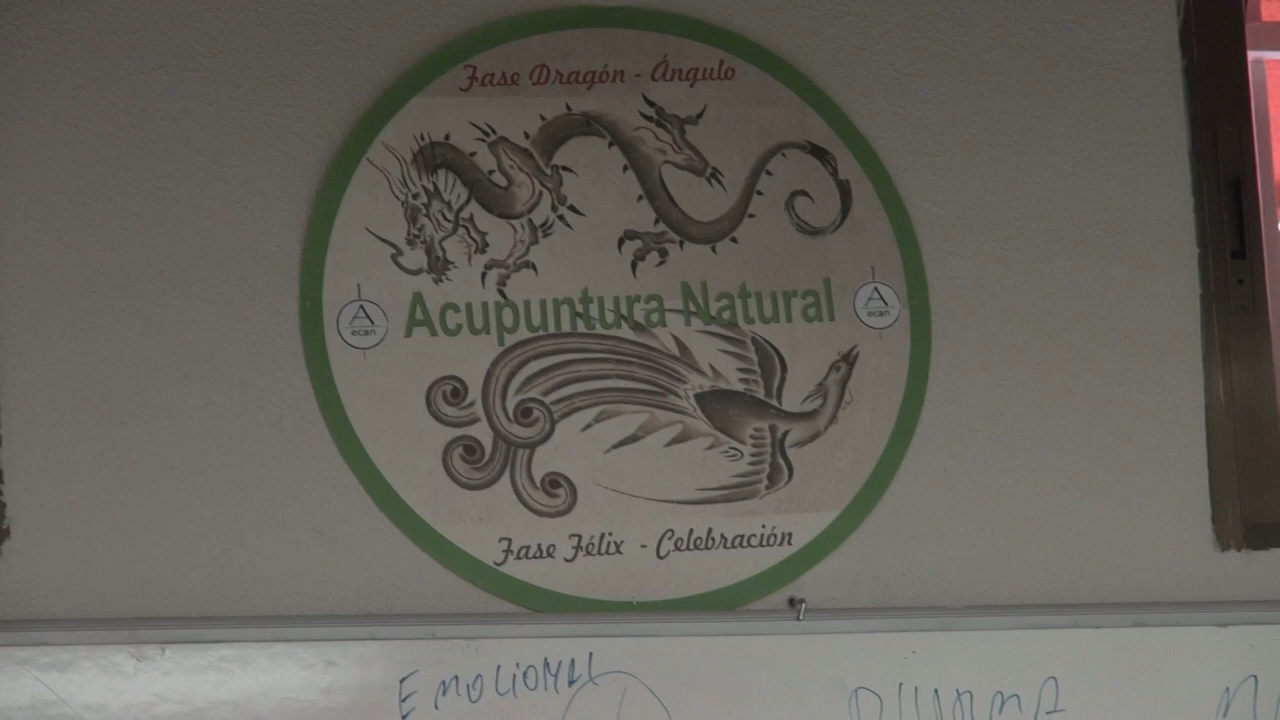 Fase Dragón - Ángulo
A
ecan
Acupuntura Natural
A
ecan
Fase Félix - Celebración
EMOCIONAL